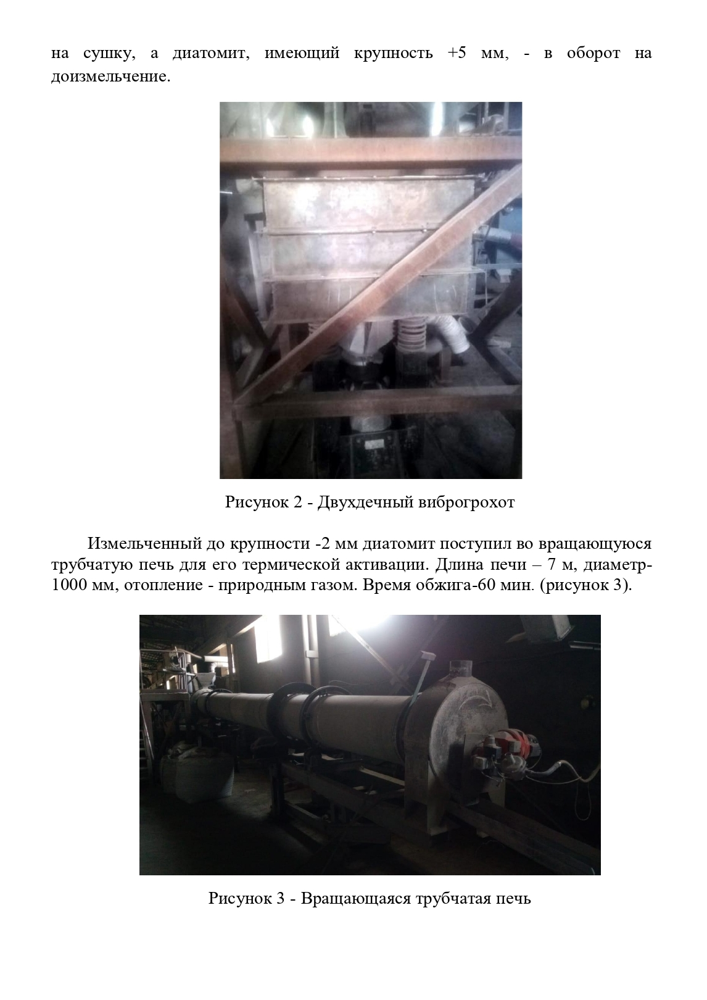 на сушку, а диатомит, имеющий крупность +5 мм, - в оборот на
доизмельчение.
Рисунок 2 - Двухдечный виброгрохот
Измельченный до крупности -2 мм диатомит поступил во вращающуюся
трубчатую печь для его термической активации. Длина печи – 7 м, диаметр-
1000 мм, отопление - природным газом. Время обжига-60 мин. (рисунок 3).
Рисунок 3 - Вращающаяся трубчатая печь